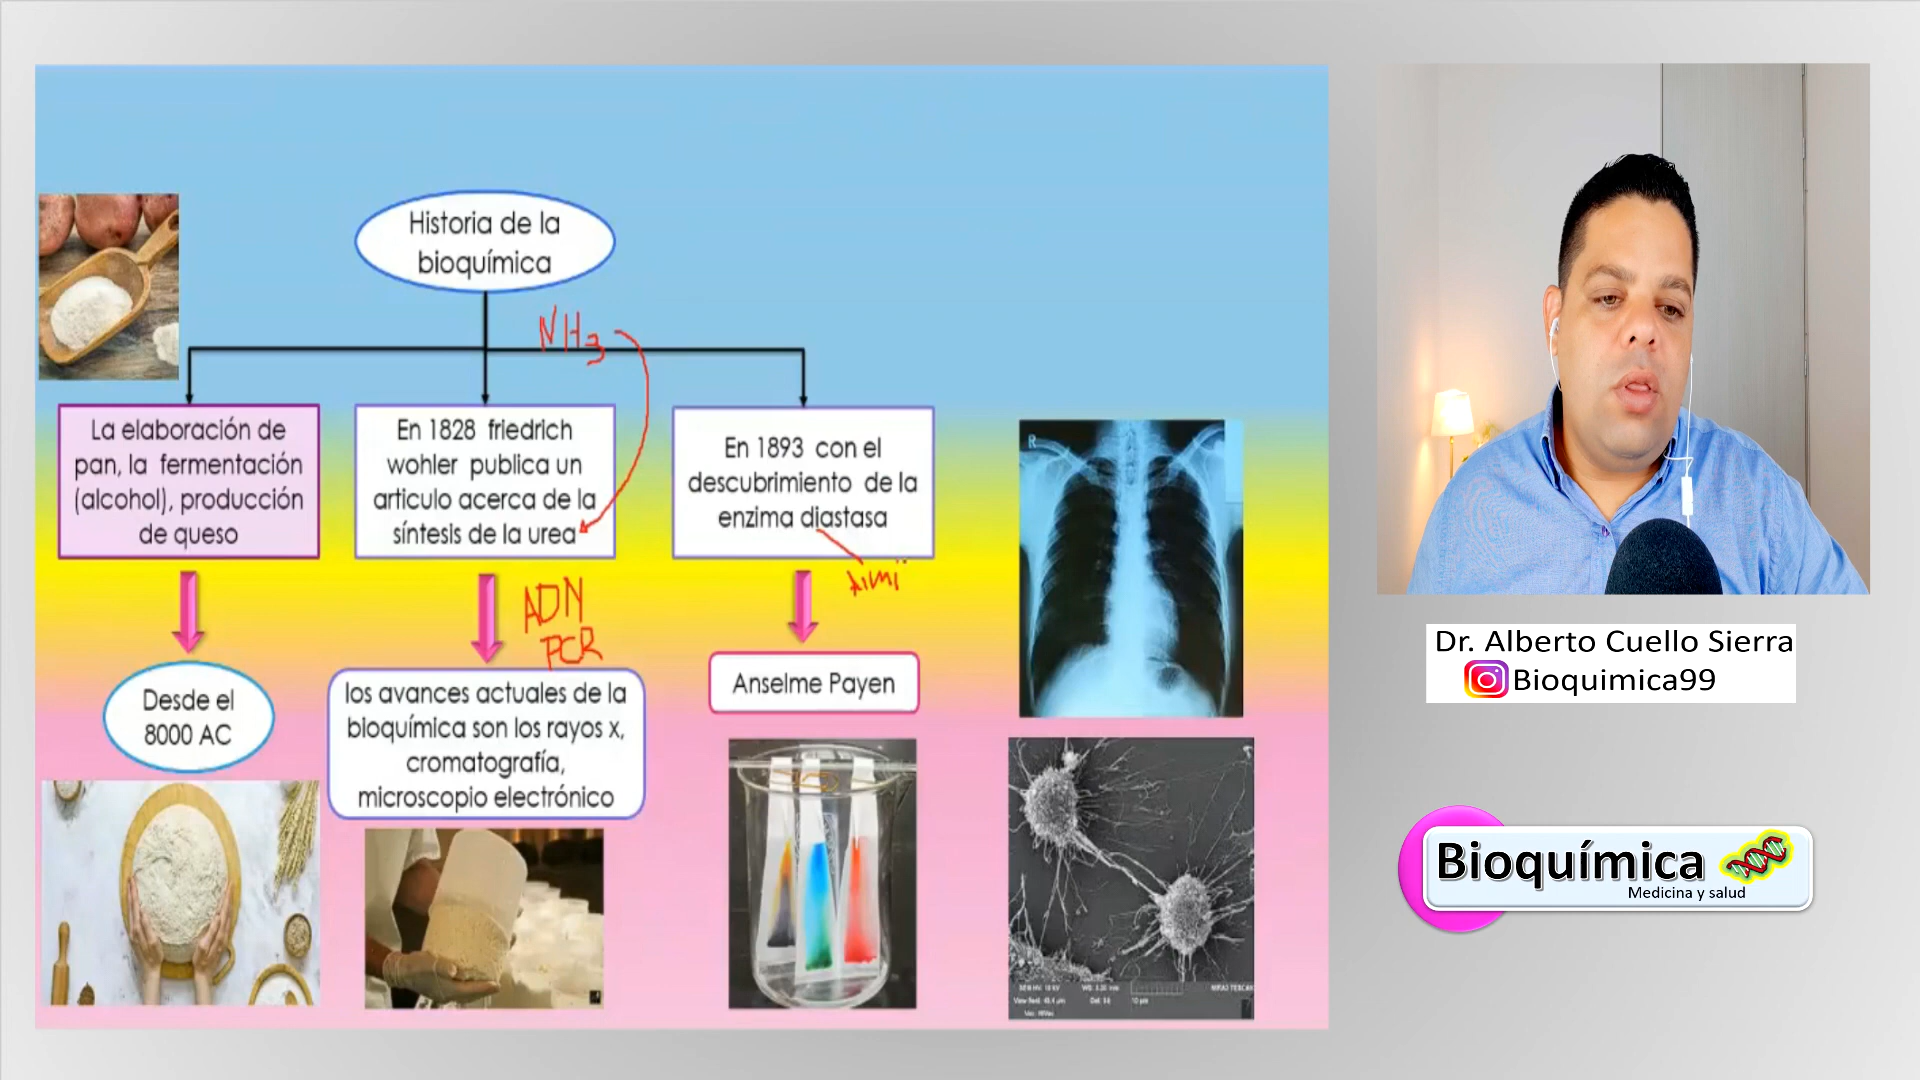 Historia de la
bioquímica
NH3
La elaboración de
pan, la fermentación
(alcohol), producción
de queso
En 1828 friedrich
wohler publica un
articulo acerca de la
síntesis de la urea
En 1893 con el
descubrimiento de la
enzima diastasa
ADN
PCR
Desde el
8000 AC
los avances actuales de la
bioquímica son los rayos x,
cromatografía,
microscopio electrónico
Anselme Payen
R
Dr. Alberto Cuello Sierra
Bioquimica99
Bioquímica
Medicina y salud